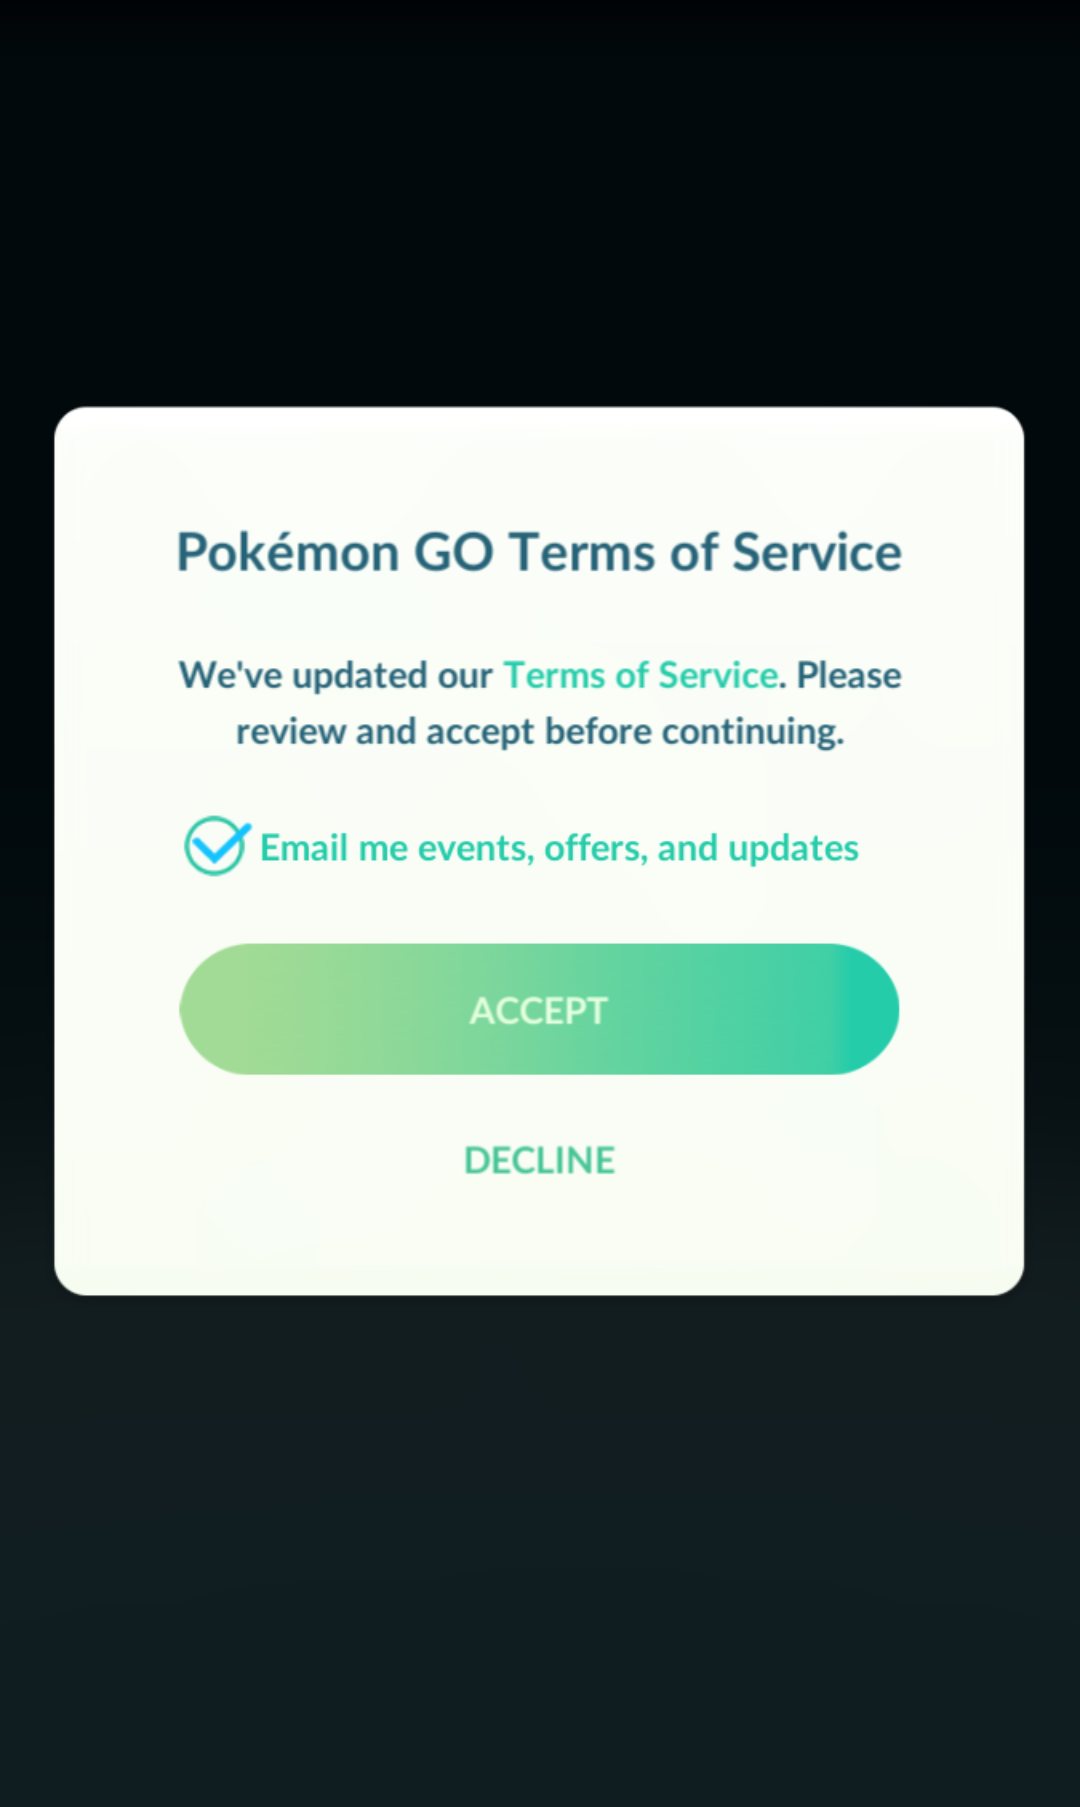 Pokémon GO Terms of Service
We've updated our Terms of Service. Please
review and accept before continuing.
Email me events, offers, and updates
ACCEPT
DECLINE